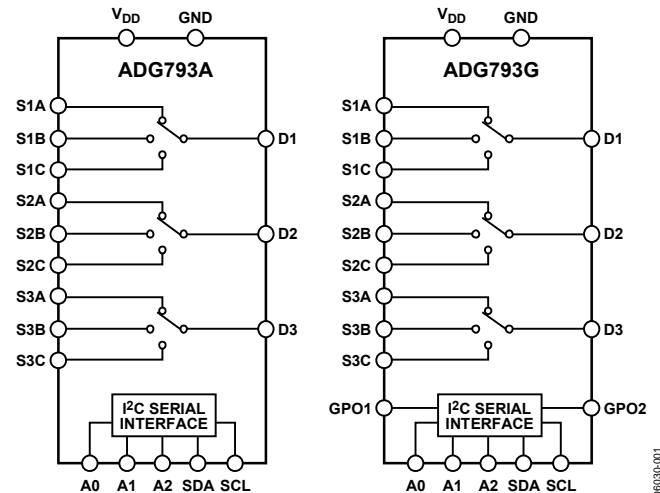 VDD GND
ADG793A
S1A
S1B
S1C
S2A
S2B
S2C
S3A
S3B
S3C
D1
D2
D3
I2C SERIAL
INTERFACE
A0 A1 A2 SDA SCL
VDD GND
ADG793G
S1A
S1B
S1C
S2A
S2B
S2C
S3A
S3B
S3C
D1
D2
D3
GPO1
I2C SERIAL
INTERFACE
GPO2
A0 A1 A2 SDA SCL
06030-001